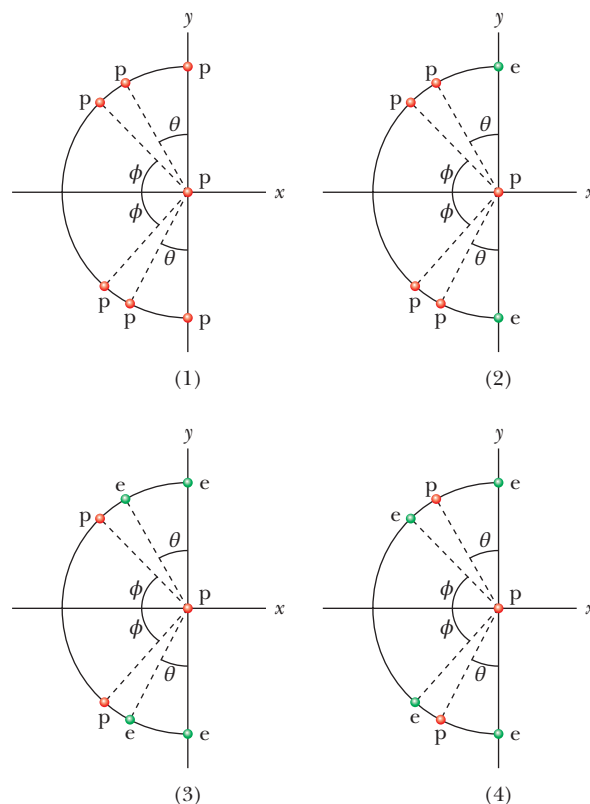 y y
p p e p
p p
θ θ
ϕ p x ϕ p x
ϕ ϕ
θ θ
p p p p
p e
(1) (2)
y y
e e p e
p e
θ θ
ϕ p x ϕ p x
ϕ ϕ
θ θ
p e e p
e e
(3) (4)